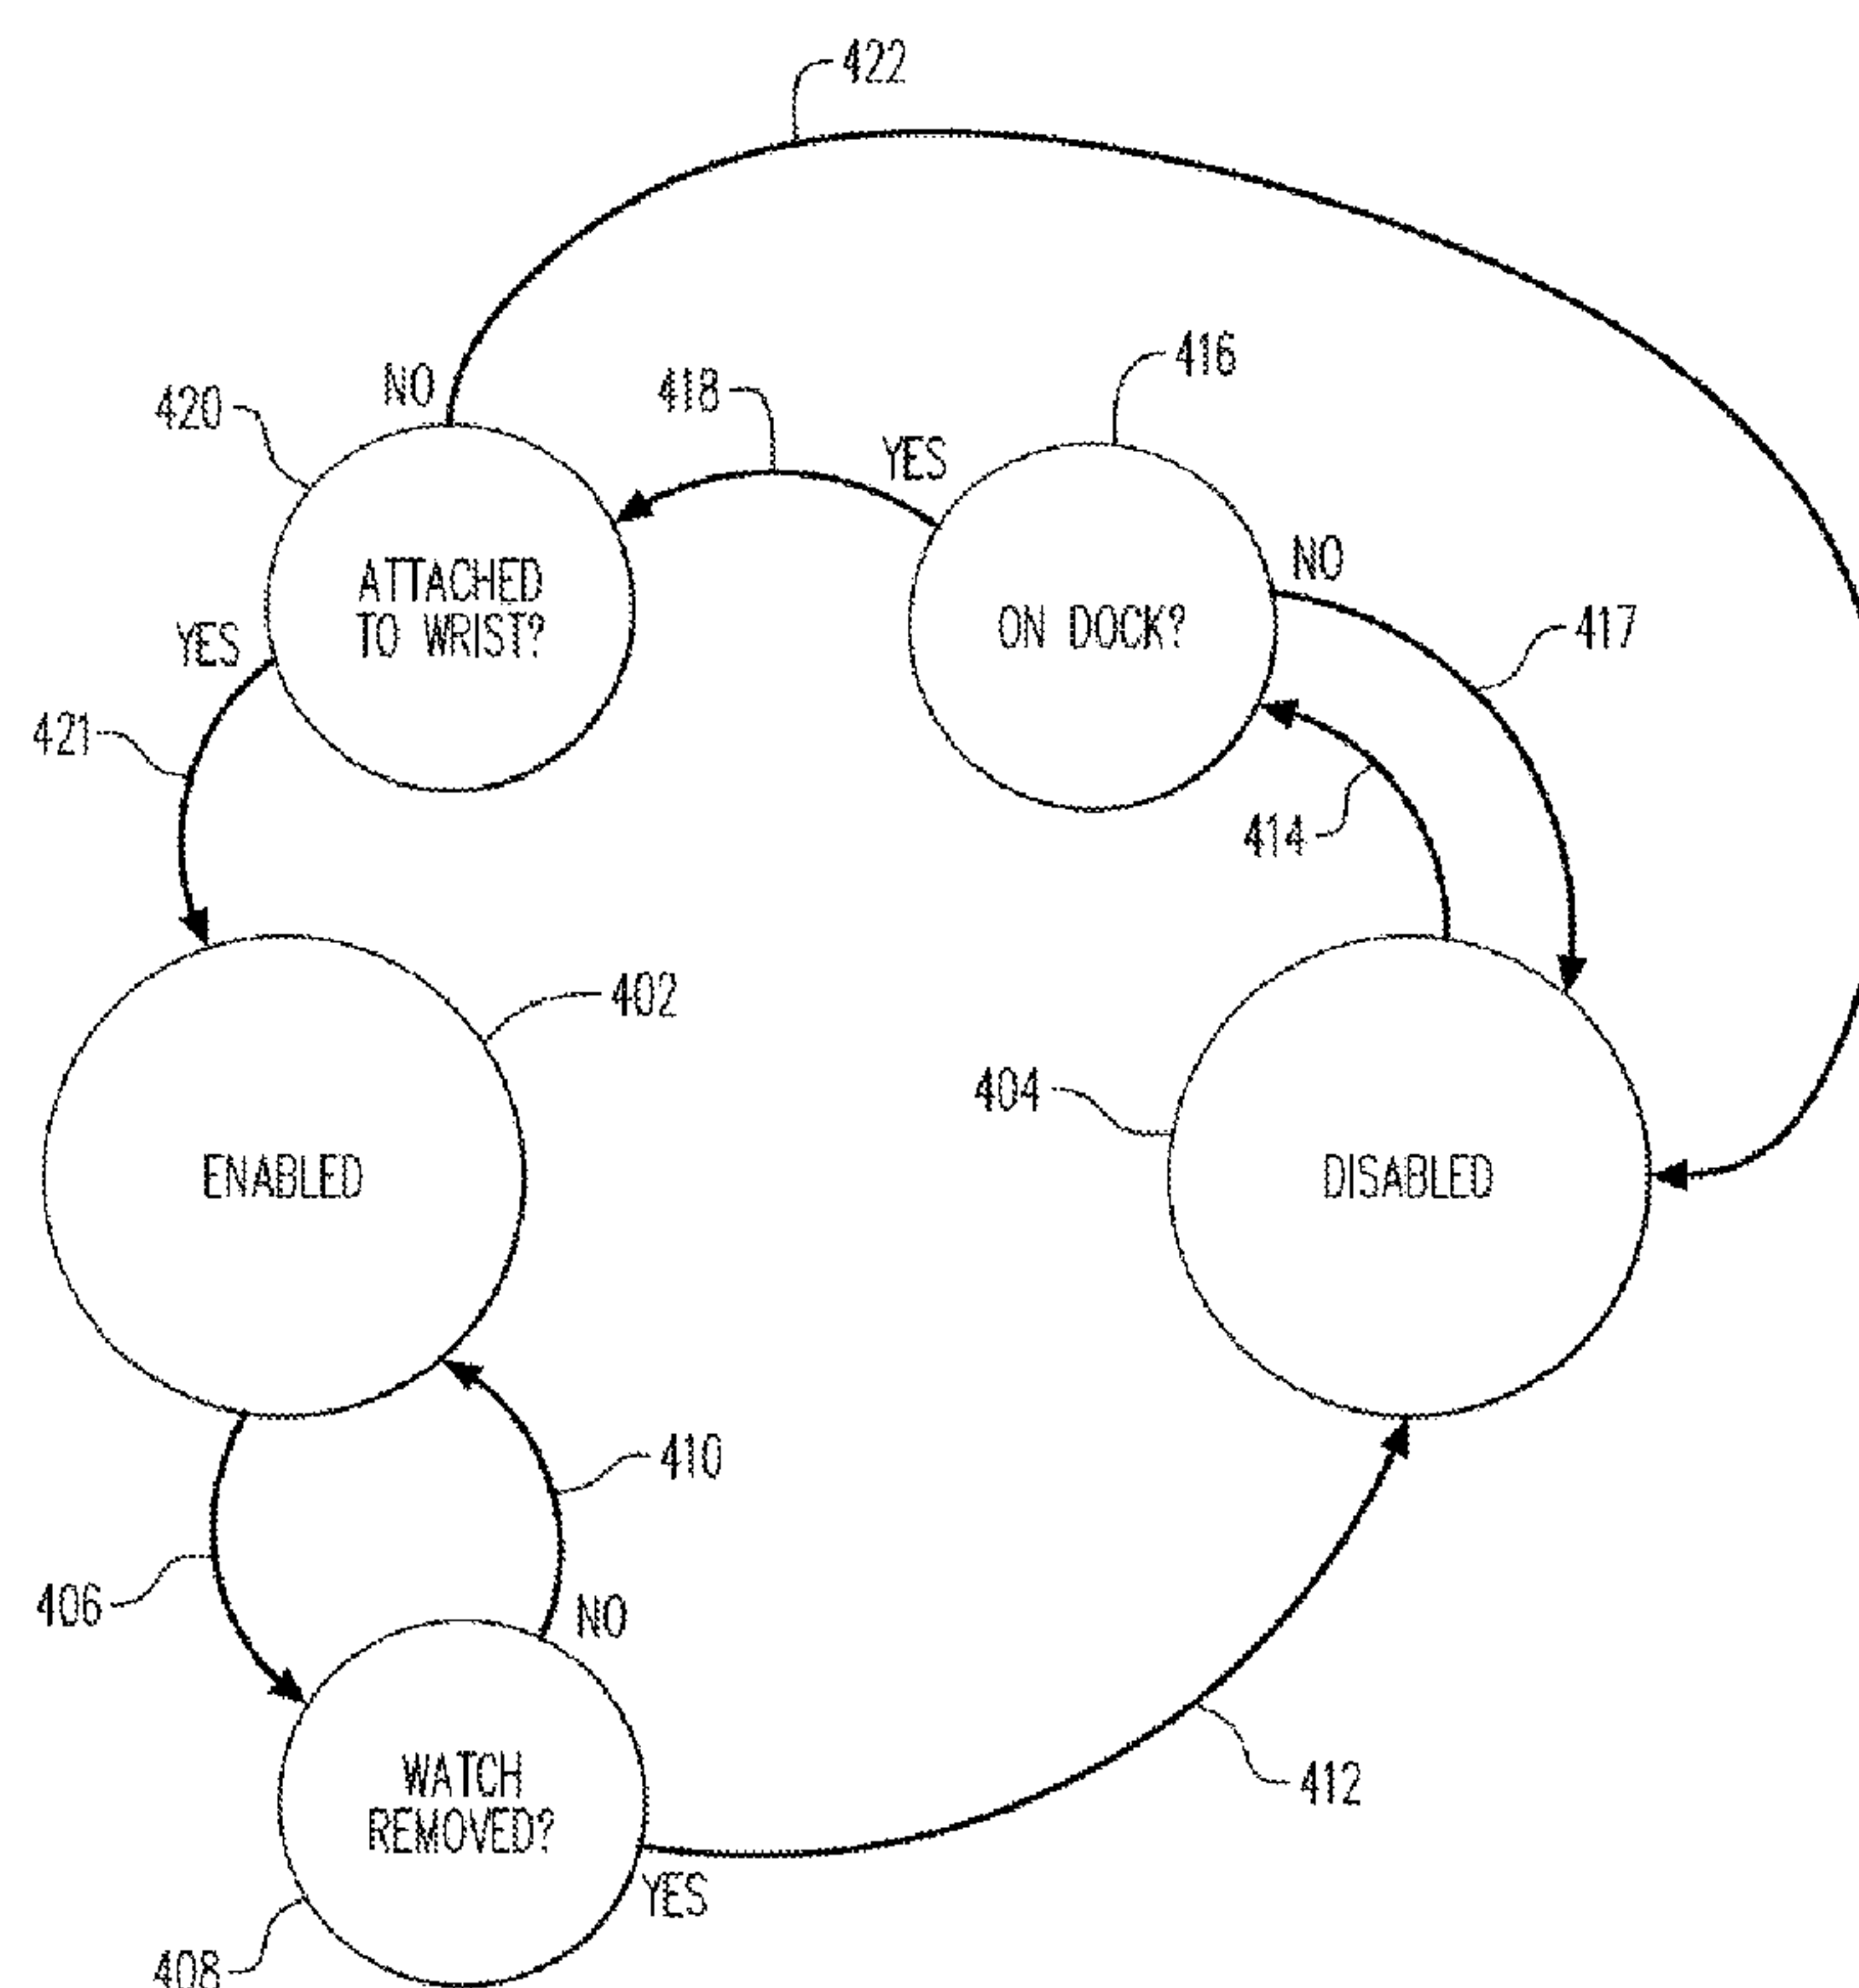 422
416
NO
418
420
YES
NO
ATTACHED
TO WRIST?
ON DOCK?
417
YES
421
414
402
404
ENABLED
DISABLED
410
406
NO
WATCH
REMOVED?
412
YES
408